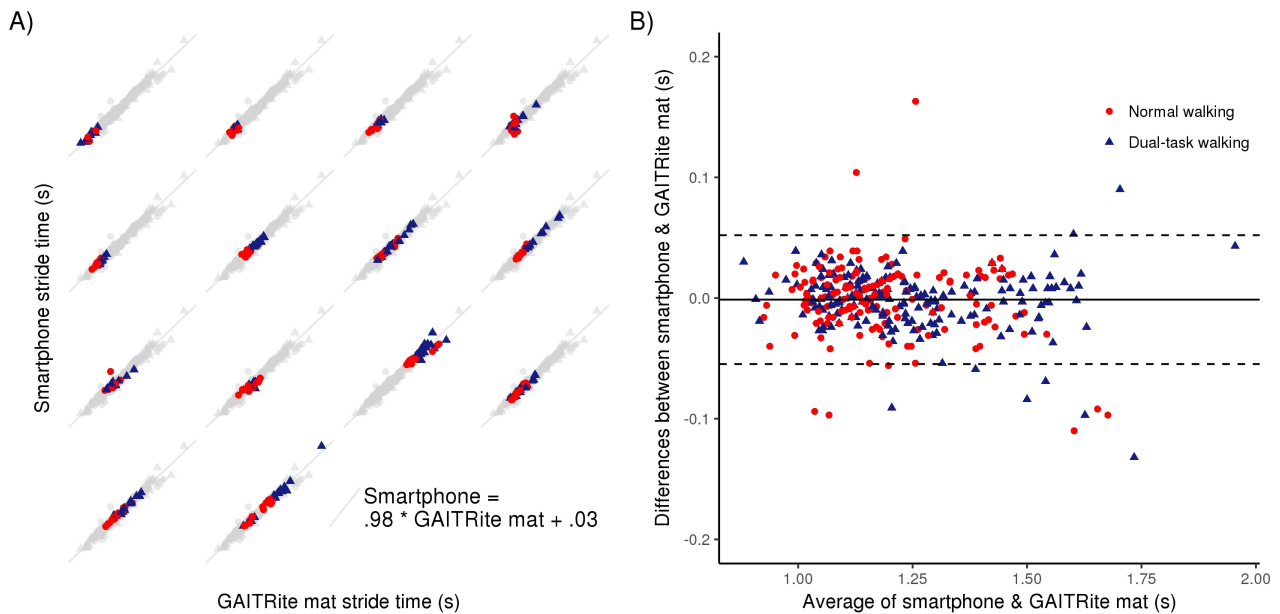 A)
Smartphone stride time (s)
GAITRite mat stride time (s)
Smartphone =
.98 * GAITRite mat + .03
B)
Differences between smartphone & GAITRite mat (s)
0.2
0.1
0.0
-0.1
-0.2
Normal walking
Dual-task walking
1.00
1.25
1.50
1.75
2.00
Average of smartphone & GAITRite mat (s)